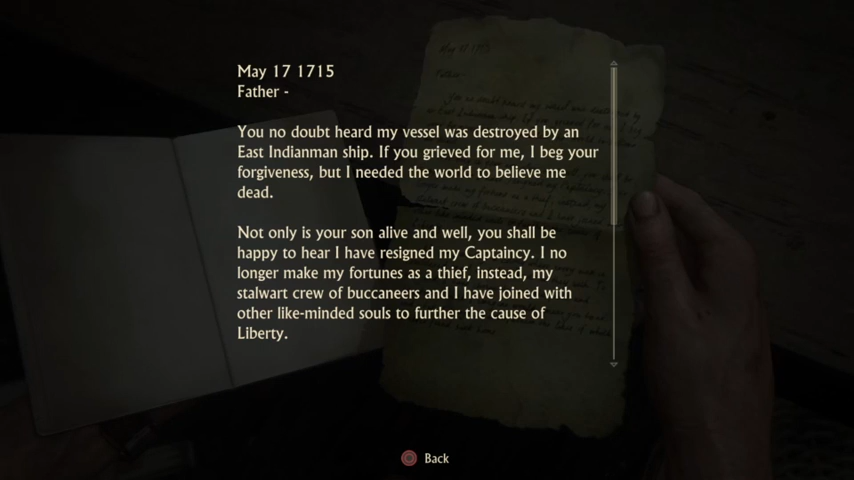 May 17 1715
Father -
You no doubt heard my vessel was destroyed by an
East Indianman ship. If you grieved for me, I beg your
forgiveness, but I needed the world to believe me
dead.
Not only is your son alive and well, you shall be
happy to hear I have resigned my Captaincy. I no
longer make my fortunes as a thief, instead, my
stalwart crew of buccaneers and I have joined with
other like-minded souls to further the cause of
Liberty.
Back